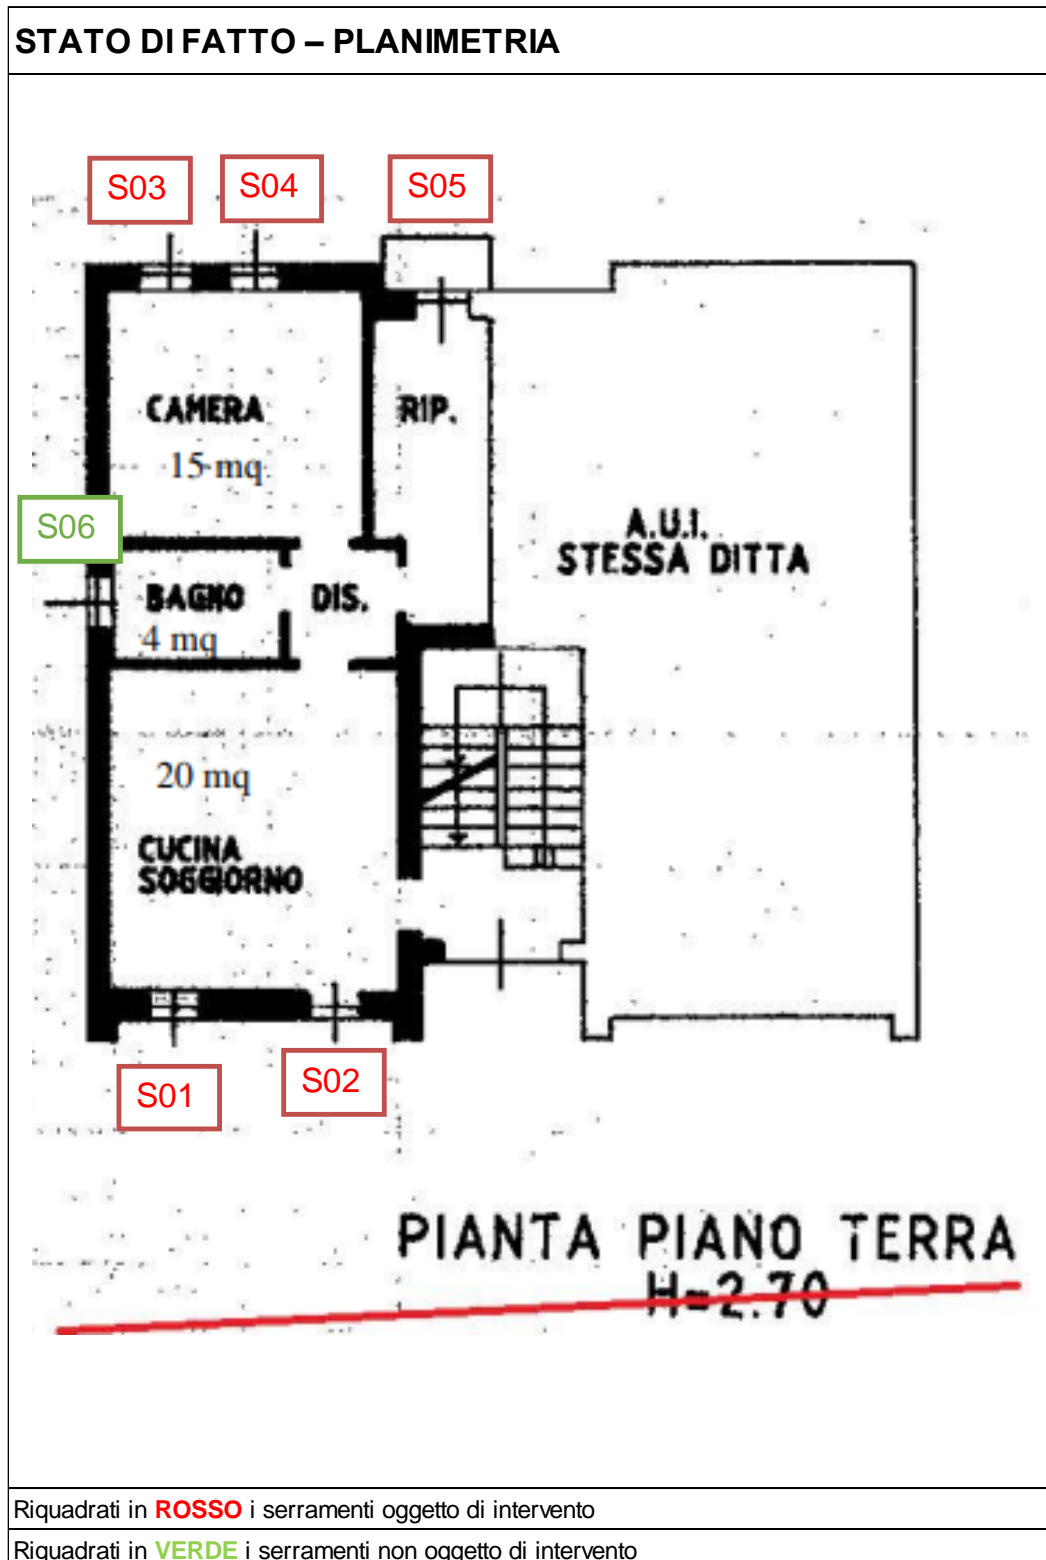 STATO DI FATTO – PLANIMETRIA
S03
S04
S05
CAMERA
15 mq
RIP.
S06
A.U.I.
STESSA DITTA
BAGNO
4 mq
DIS.
20 mq
CUCINA
SOGGIORNO
S01
S02
PIANTA PIANO TERRA
H=2.70
Riquadrati in ROSSO i serramenti oggetto di intervento
Riquadrati in VERDE i serramenti non oggetto di intervento